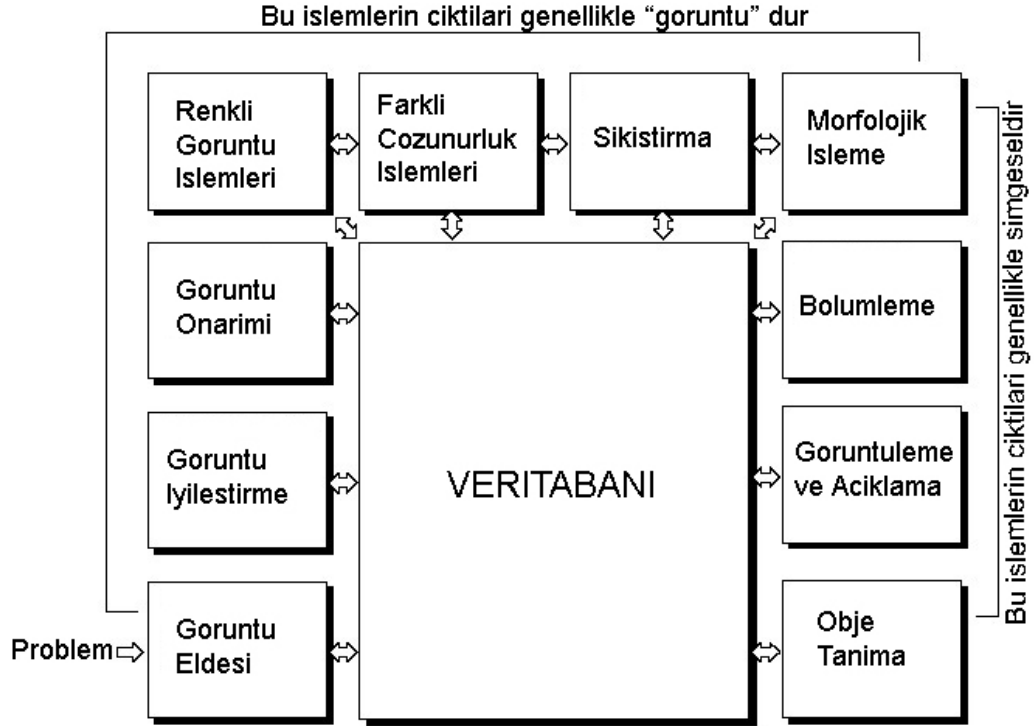 Bu islemlerin ciktilari genellikle “goruntu” dur
Renkli
Goruntu
Islemleri
Farkli
Cozunurluk
Islemleri
Sikistirma
Morfolojik
Isleme
Goruntu
Onarimi
Bolumleme
Goruntu
Iyilestirme
VERITABANI
Goruntuleme
ve Aciklama
Problem
Goruntu
Eldesi
Obje
Tanima
Bu islemlerin ciktilari genellikle simgeseldir